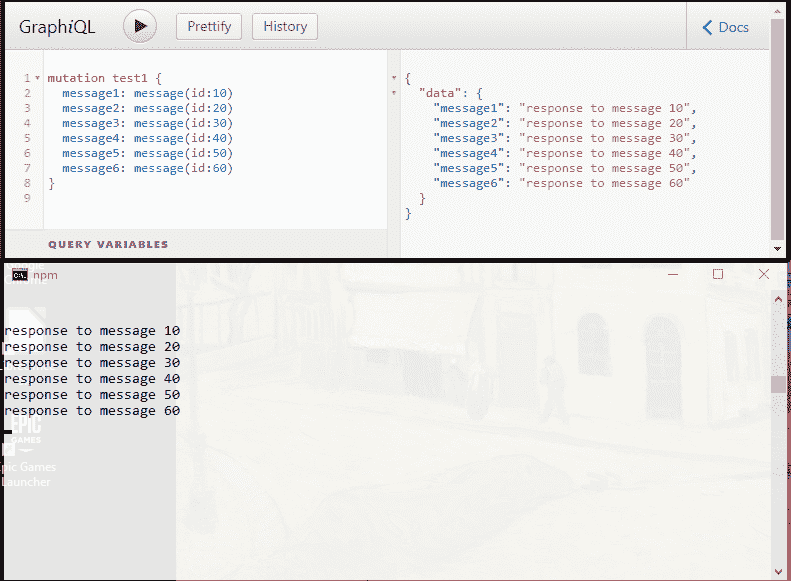 GraphiQL
Prettify
History
Docs
1 mutation test1 {
2 message1: message(id:10)
3 message2: message(id:20)
4 message3: message(id:30)
5 message4: message(id:40)
6 message5: message(id:50)
7 message6: message(id:60)
8 }
9
{
"data": {
"message1": "response to message 10",
"message2": "response to message 20",
"message3": "response to message 30",
"message4": "response to message 40",
"message5": "response to message 50",
"message6": "response to message 60"
}
}
QUERY VARIABLES
C:\. npm
response to message 10
response to message 20
response to message 30
response to message 40
response to message 50
response to message 60
EPIC
GAMES
pic Games
Launcher